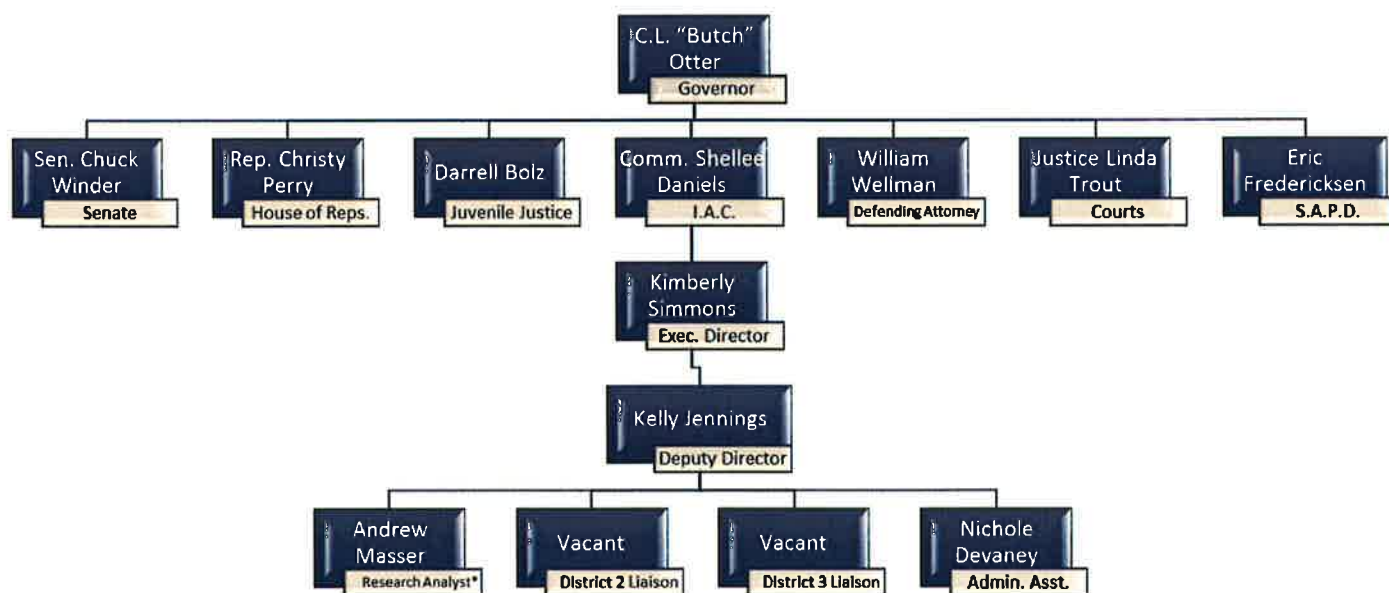 C.L. "Butch"
Otter
Governor
Sen. Chuck
Winder
Senate
Rep. Christy
Perry
House of Reps.
Darrell Bolz
Juvenile Justice
Comm. Shellee
Daniels
I.A.C.
William
Wellman
Defending Attorney
Justice Linda
Trout
Courts
Eric
Fredericksen
S.A.P.D.
Kimberly
Simmons
Exec. Director
Kelly Jennings
Deputy Director
Andrew
Masser
Research Analyst*
Vacant
District 2 Liaison
Vacant
District 3 Liaison
Nichole
Devaney
Admin. Asst.